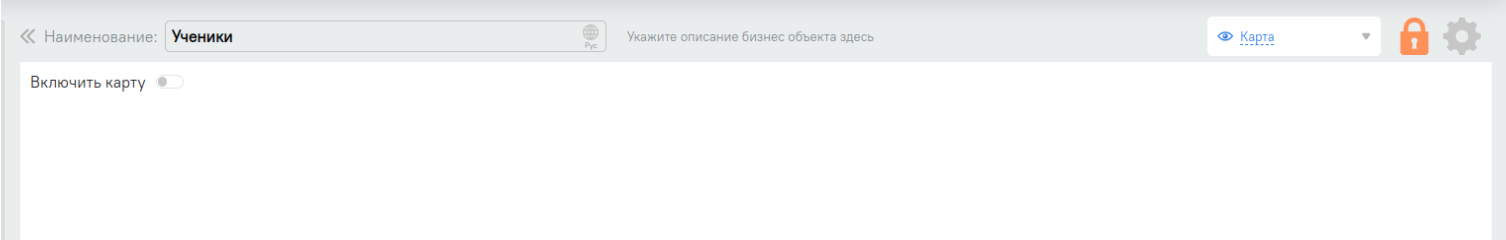 Наименование: Ученики Рус Укажите описание бизнес объекта здесь Карта
Включить карту